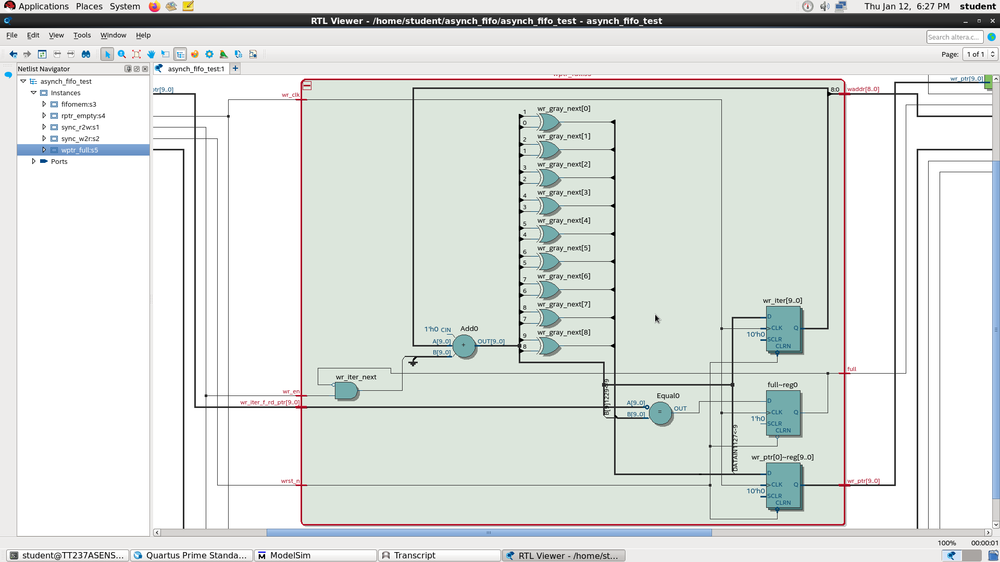 Applications Places System Thu Jan 12, 6:27 PM student
RTL Viewer - /home/student/asynch_fifo/asynch_fifo_test - asynch_fifo_test
File Edit View Tools Window Help Search altera.c...
Page: 1 of 1
Netlist Navigator
asynch_fifo_test:1
asynch_fifo_test
Instances
fifomem:s3
rptr_empty:s4
sync_r2w:s1
sync_w2r:s2
wptr_full:s5
Ports
ptr[9..0]
wr_ptr[9..0]
wr_clk
8:0
waddr[8..0]
wr_gray_next[0]
1
0
wr_gray_next[1]
2
1
wr_gray_next[2]
3
2
wr_gray_next[3]
4
3
wr_gray_next[4]
5
4
wr_gray_next[5]
6
5
wr_gray_next[6]
7
6
wr_gray_next[7]
8
7
wr_gray_next[8]
9
8
Add0
1'h0 CIN
A[9..0] OUT[9..0]
B[9..0]
wr_iter[9..0]
D
CLK Q
10'h0
SCLR
CLRN
wr_iter_next
full
wr_en
wr_iter_f_rd_ptr[9..0]
Equal0
A[9..0]
=
OUT
B[9..0]
full~reg0
D
CLK Q
1'h0
SCLR
CLRN
wr_ptr[0]~reg[9..0]
D
CLK Q
10'h0
SCLR
CLRN
wrst_n
wr_ptr[9..0]
100% 00:00:01
student@TT237ASENS... Quartus Prime Standa... ModelSim Transcript RTL Viewer - /home/st...